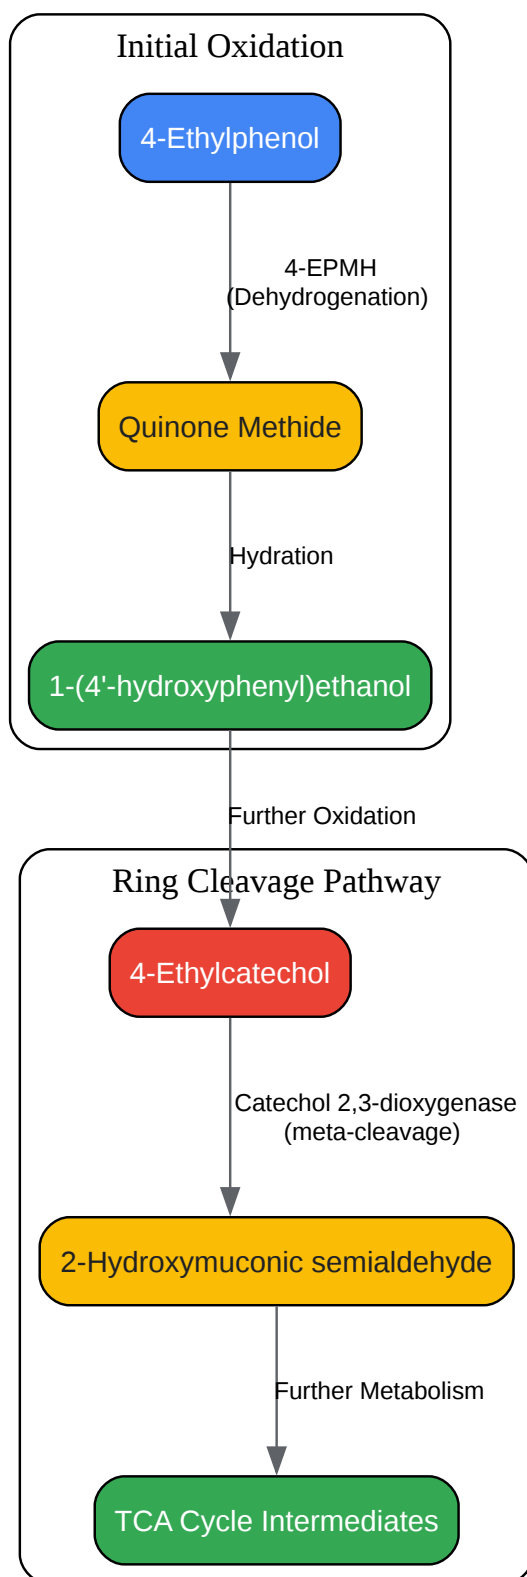 Initial Oxidation
4-Ethylphenol
4-EPMH
(Dehydrogenation)
Quinone Methide
Hydration
1-(4'-hydroxyphenyl)ethanol
Further Oxidation
Ring Cleavage Pathway
4-Ethylcatechol
Catechol 2,3-dioxygenase
(meta-cleavage)
2-Hydroxymuconic semialdehyde
Further Metabolism
TCA Cycle Intermediates